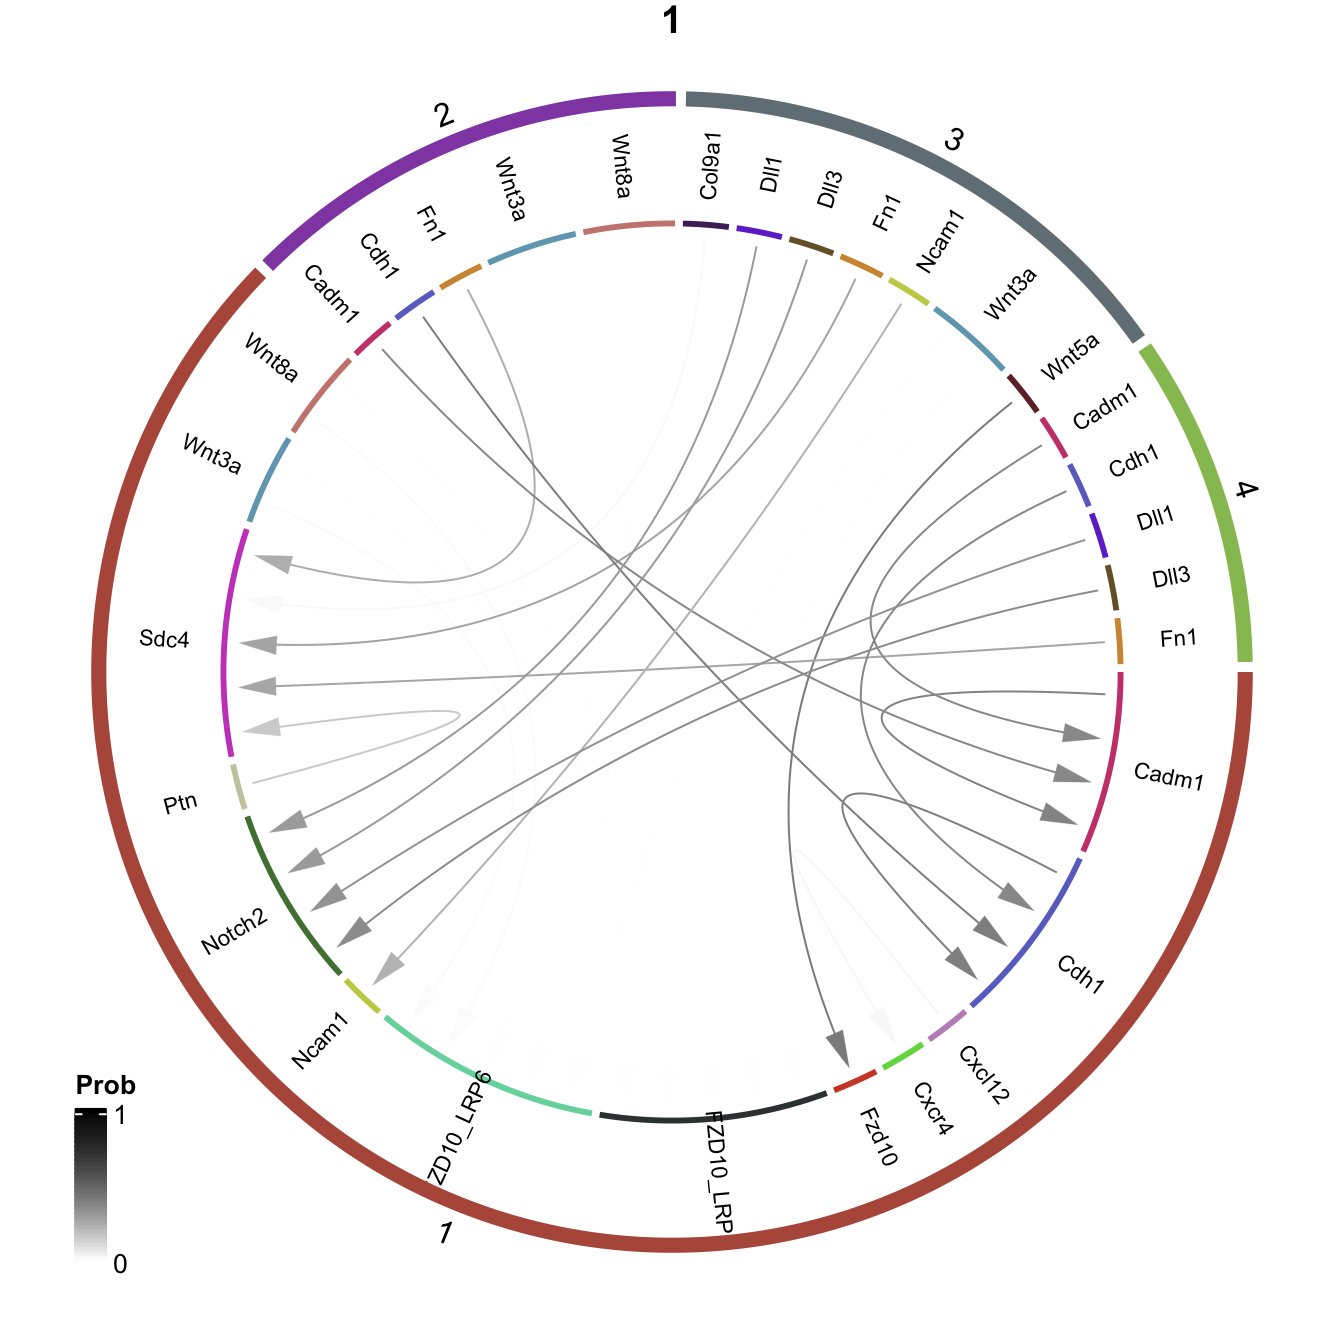 1
2
3
4
1
Col9a1
Dll1
Dll3
Fn1
Ncam1
Wnt3a
Wnt5a
Cadm1
Cdh1
Dll1
Dll3
Fn1
Cadm1
Cdh1
Cxcl12
Cxcr4
Fzd10
FZD10_LRP
ZD10_LRP6
Ncam1
Notch2
Ptn
Sdc4
Wnt3a
Wnt8a
Cadm1
Cdh1
Fn1
Wnt3a
Wnt8a
Prob
1
0